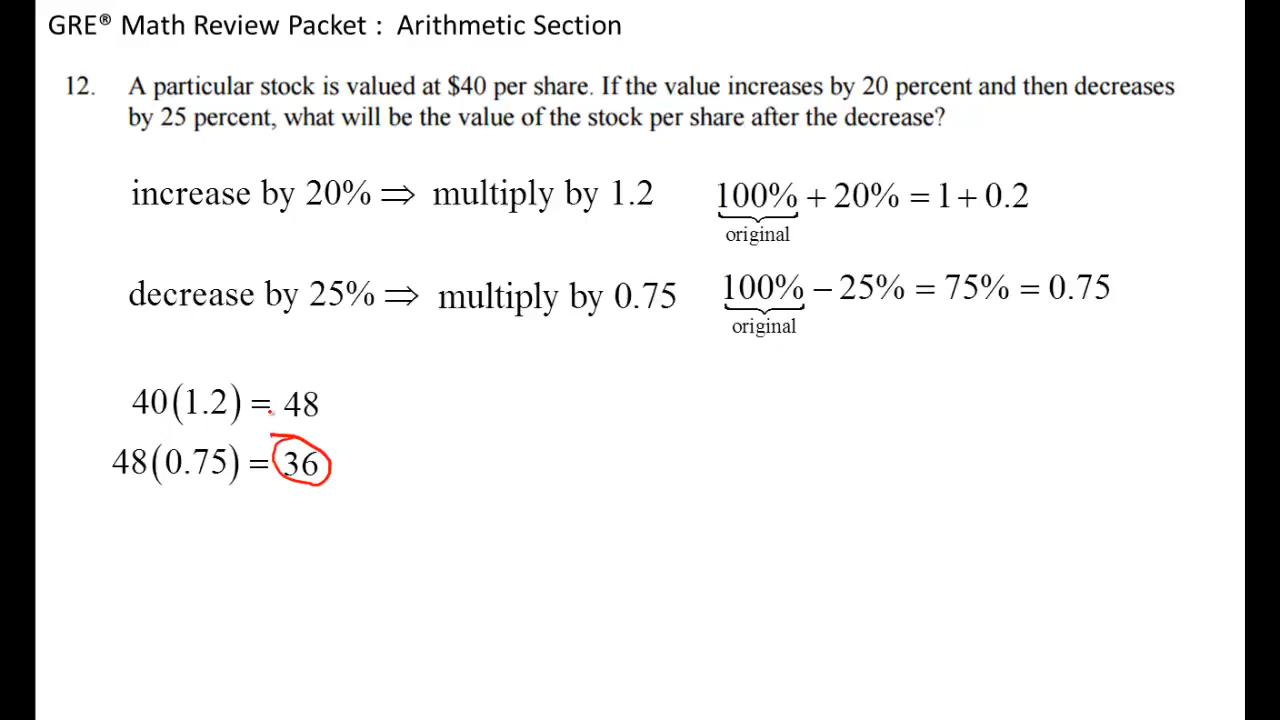 GRE® Math Review Packet : Arithmetic Section
12. A particular stock is valued at $40 per share. If the value increases by 20 percent and then decreases
by 25 percent, what will be the value of the stock per share after the decrease?
increase by 20% ⇒ multiply by 1.2 100% + 20% = 1 + 0.2
original
decrease by 25% ⇒ multiply by 0.75 100% − 25% = 75% = 0.75
original
40(1.2) = 48
48(0.75) = 36